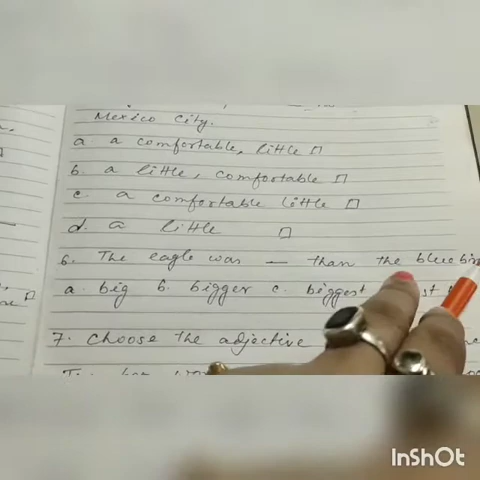 Mexico City.
a. a comfortable, little
b. a little, comfortable
c. a comfortable little
d. a little
6. The eagle was — than the blue
a. big b. bigger c. biggest
7. Choose the adjective
InShOt